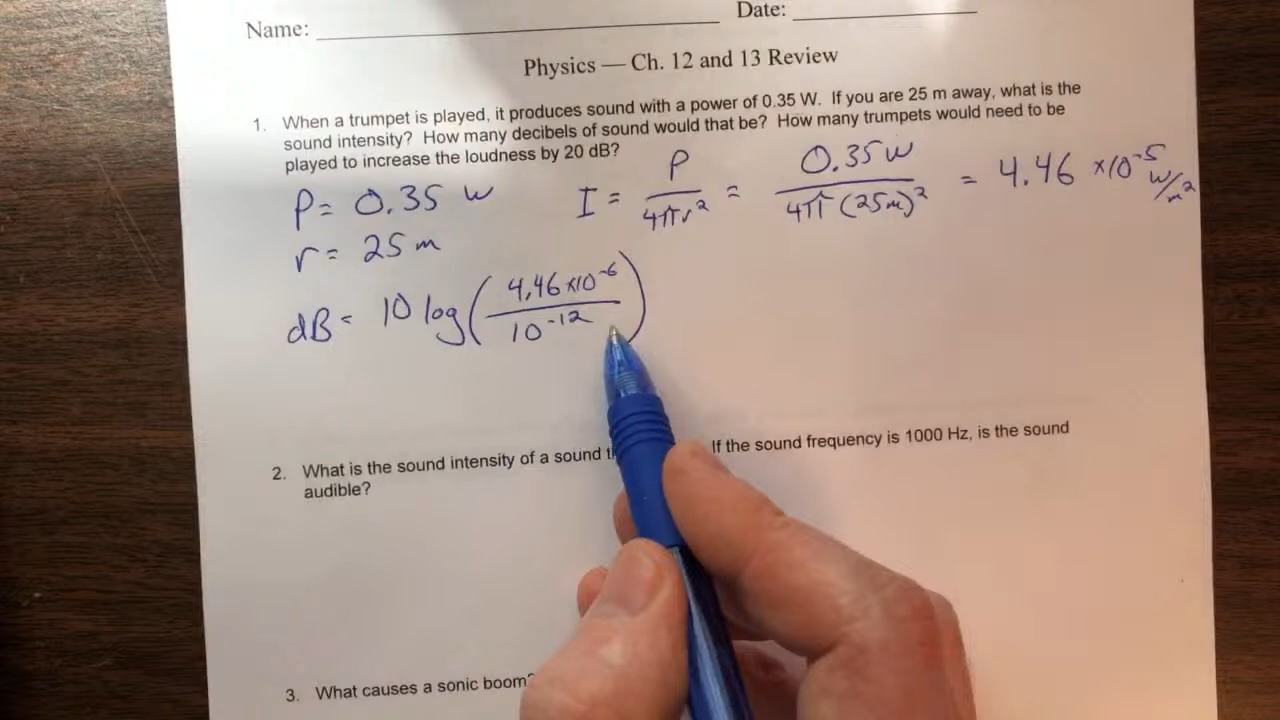 Name: ____ Date: ____
Physics — Ch. 12 and 13 Review
1. When a trumpet is played, it produces sound with a power of 0.35 W. If you are 25 m away, what is the
sound intensity? How many decibels of sound would that be? How many trumpets would need to be
played to increase the loudness by 20 dB?
P = 0.35 W I = P / 4πr² = 0.35 W / 4π (25m)² = 4.46 ×10⁻⁵ W/m²
r = 25 m
dB = 10 log ( 4.46 ×10⁻⁶ / 10⁻¹² )
2. What is the sound intensity of a sound If the sound frequency is 1000 Hz, is the sound
audible?
3. What causes a sonic boom?